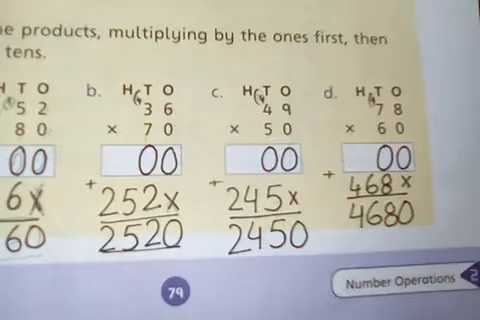 products, multiplying by the ones first, then
tens.
H T O b. H T O c. H T O d. H T O
5 2 3 6 4 9 7 8
8 0 × 7 0 × 5 0 × 6 0
00 00 00 00
6x + 252x + 245x + 468x
60 2520 2450 4680
79 Number Operations 2